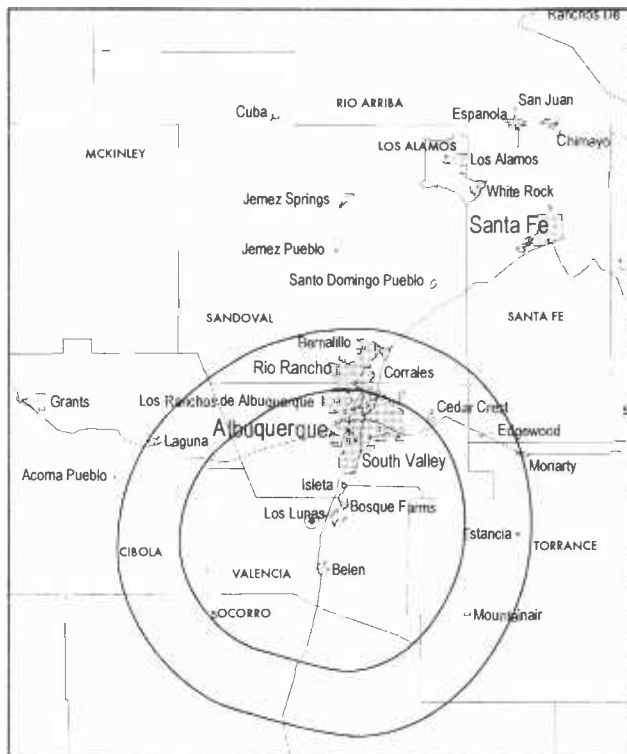 Ranchos De
RIO ARRIBA
San Juan
Cuba
Espanola
Chimayo
LOS ALAMOS
MCKINLEY
Los Alamos
White Rock
Jemez Springs
Santa Fe
Jemez Pueblo
Santo Domingo Pueblo
SANDOVAL
SANTA FE
Bernalillo
Rio Rancho
Corrales
Grants
Los Ranchos de Albuquerque
Cedar Crest
Albuquerque
Edgewood
Laguna
South Valley
Monarty
Acoma Pueblo
Isleta
Bosque Farms
Los Lunas
Estancia
TORRANCE
CIBOLA
VALENCIA
Belen
OCORRO
Mountainair